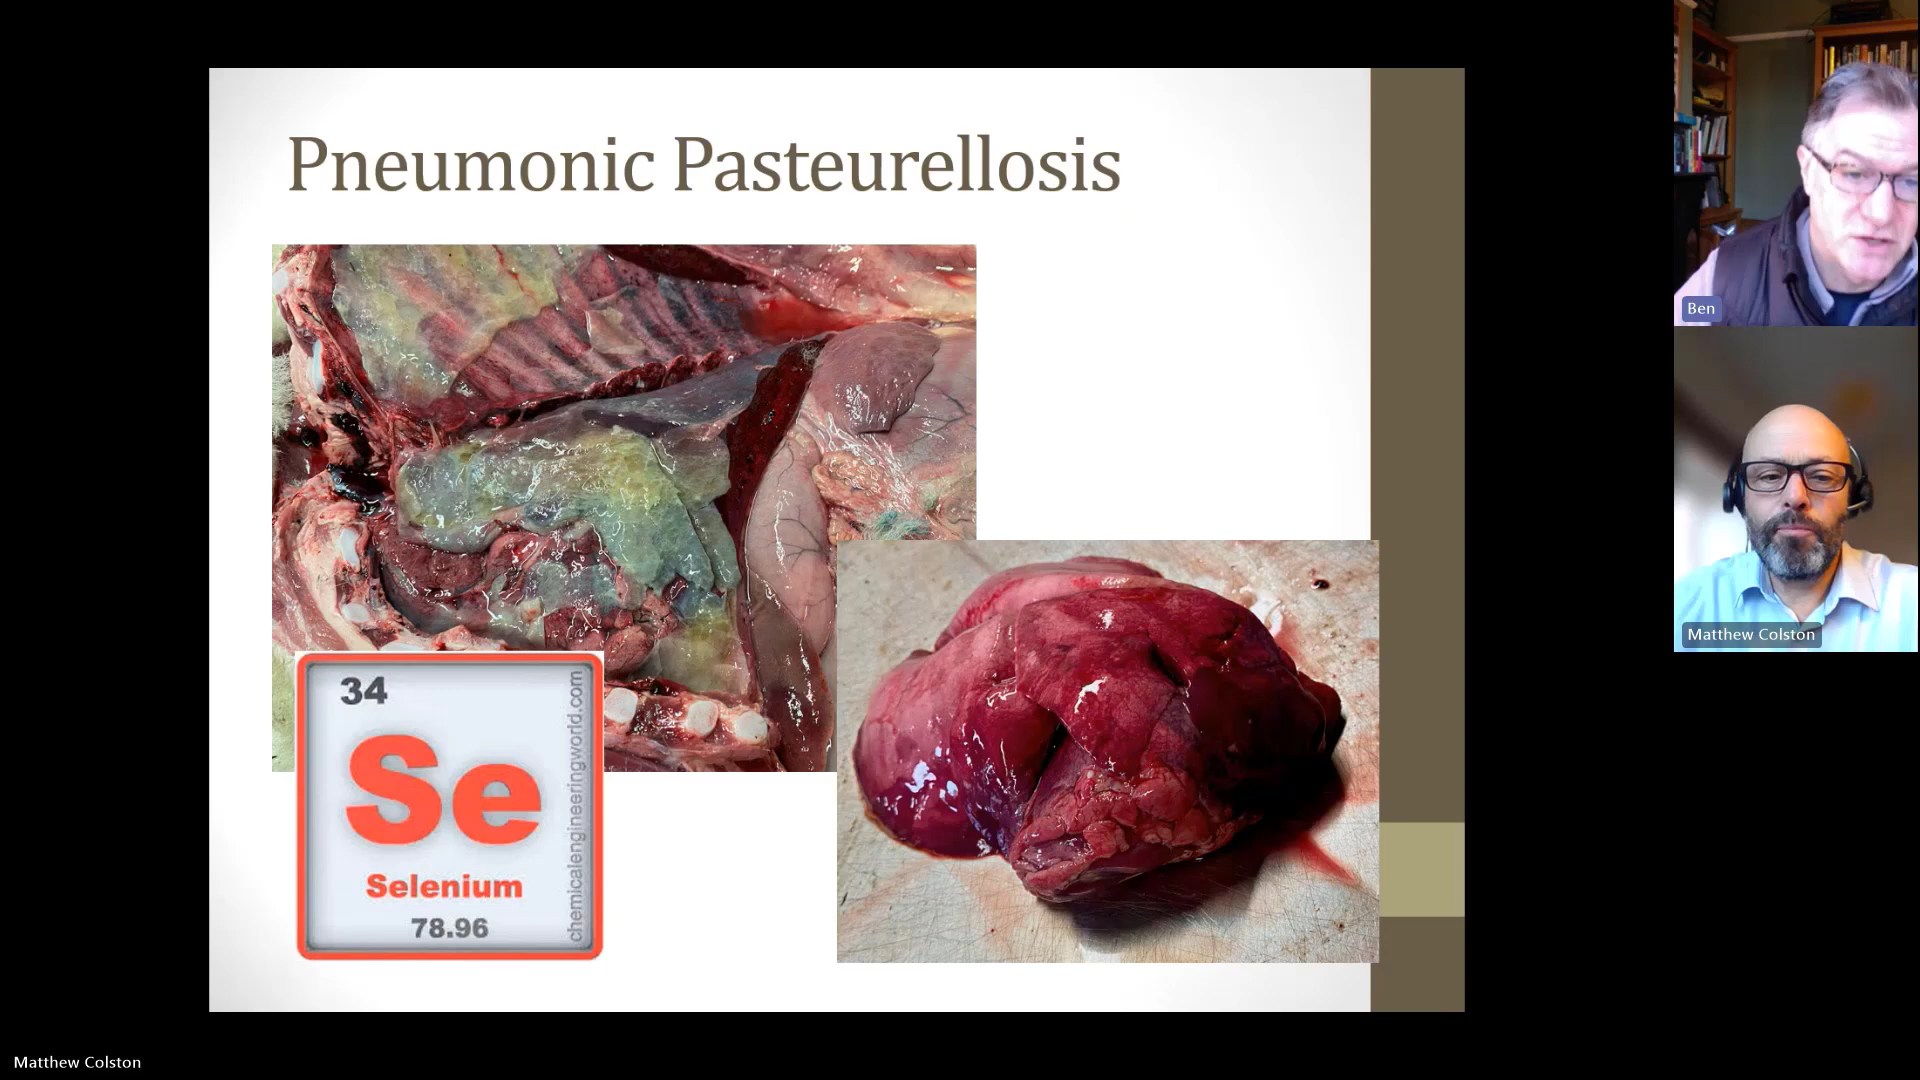 Pneumonic Pasteurellosis
34
Se
Selenium
78.96
chemicalengineeringworld.com
Ben
Matthew Colston
Matthew Colston